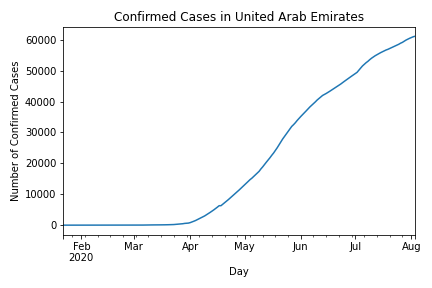 Confirmed Cases in United Arab Emirates
60000
50000
40000
30000
20000
10000
0
Number of Confirmed Cases
Feb Mar Apr May Jun Jul Aug
2020
Day